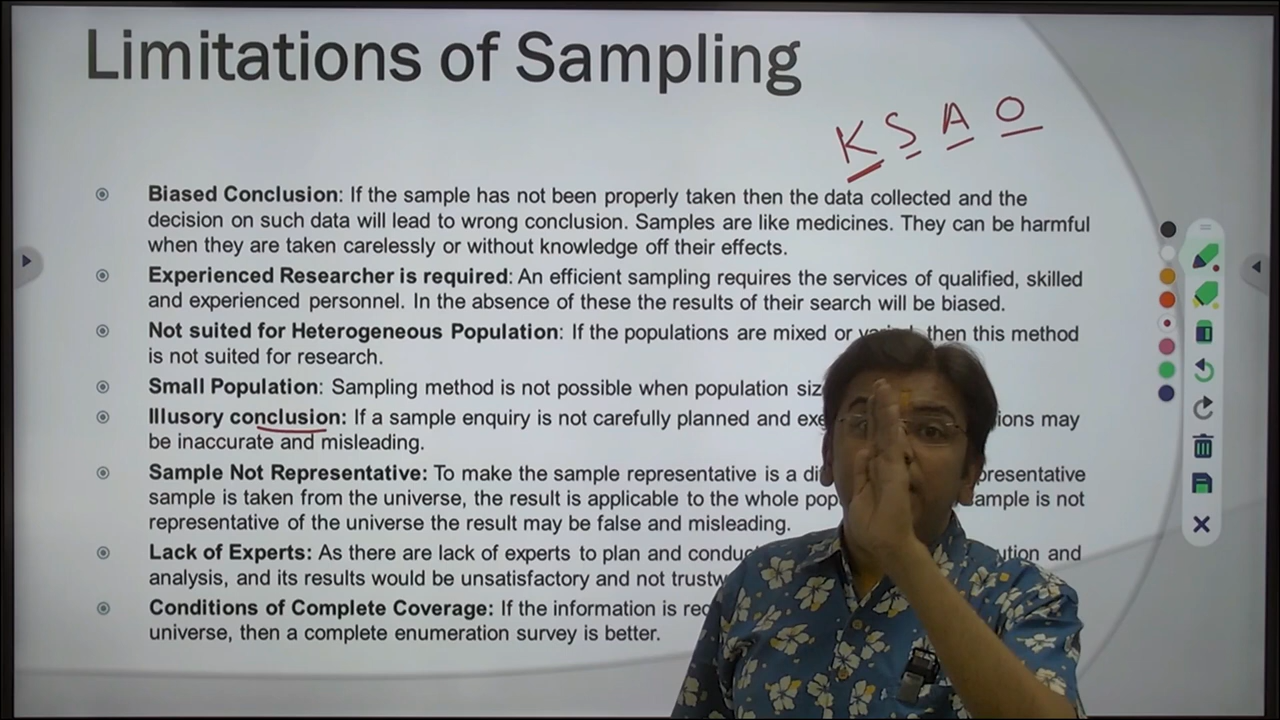 Limitations of Sampling
K S A O
Biased Conclusion: If the sample has not been properly taken then the data collected and the
decision on such data will lead to wrong conclusion. Samples are like medicines. They can be harmful
when they are taken carelessly or without knowledge off their effects.
Experienced Researcher is required: An efficient sampling requires the services of qualified, skilled
and experienced personnel. In the absence of these the results of their search will be biased.
Not suited for Heterogeneous Population: If the populations are mixed or then this method
is not suited for research.
Small Population: Sampling method is not possible when population
Illusory conclusion: If a sample enquiry is not carefully planned and may
be inaccurate and misleading.
Sample Not Representative: To make the sample representative is a
sample is taken from the universe, the result is applicable to the whole sample is not
representative of the universe the result may be false and misleading.
Lack of Experts: As there are lack of experts to plan and and
analysis, and its results would be unsatisfactory and not
Conditions of Complete Coverage: If the information is
universe, then a complete enumeration survey is better.